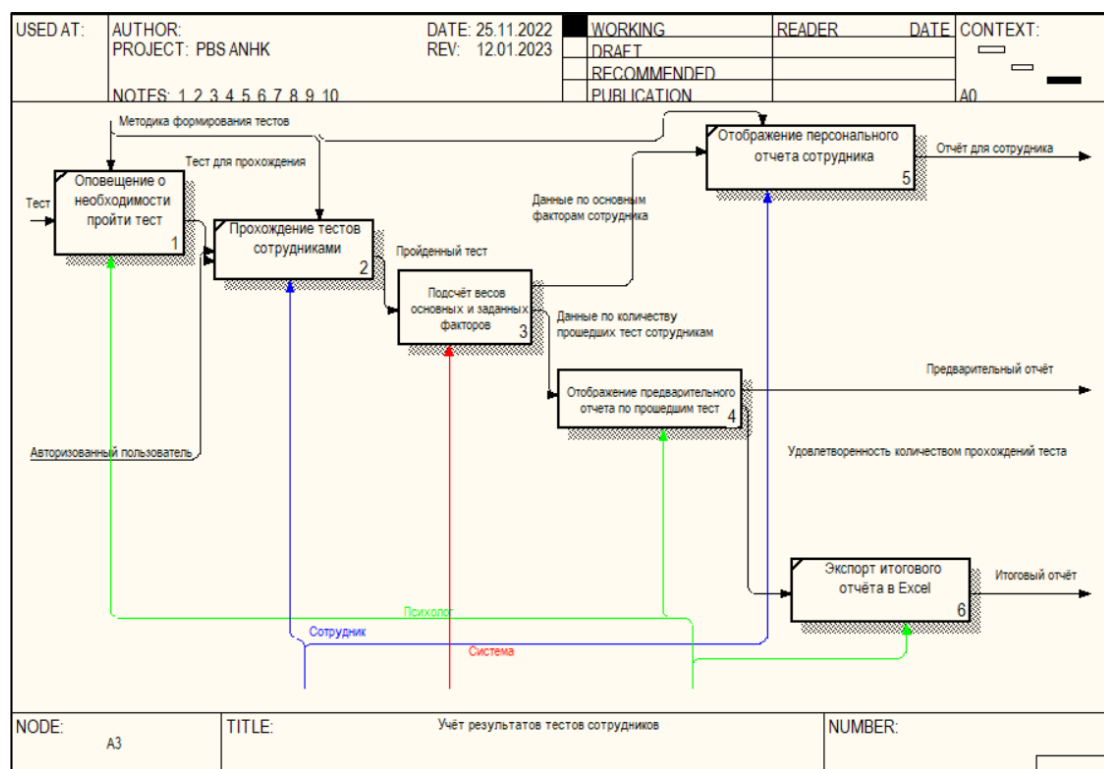 USED AT:
AUTHOR:
DATE: 25.11.2022
WORKING
READER
DATE
CONTEXT:
PROJECT: PBS ANHK
REV: 12.01.2023
DRAFT
RECOMMENDED
NOTES: 1 2 3 4 5 6 7 8 9 10
PUBLICATION
A0
Методика формирования тестов
Тест для прохождения
Тест
Оповещение о
необходимости
пройти тест
1
Прохождение тестов
сотрудниками
2
Пройденный тест
Подсчёт весов
основных и заданных
факторов
3
Данные по основным
факторам сотрудника
Отображение персонального
отчета сотрудника
5
Отчёт для сотрудника
Данные по количеству
прошедших тест сотрудникам
Отображение предварительного
отчета по прошедшим тест
4
Предварительный отчёт
Авторизованный пользователь
Удовлетворенность количеством прохождений теста
Экспорт итогового
отчёта в Excel
6
Итоговый отчёт
Психолог
Сотрудник
Система
NODE:
A3
TITLE:
Учёт результатов тестов сотрудников
NUMBER: